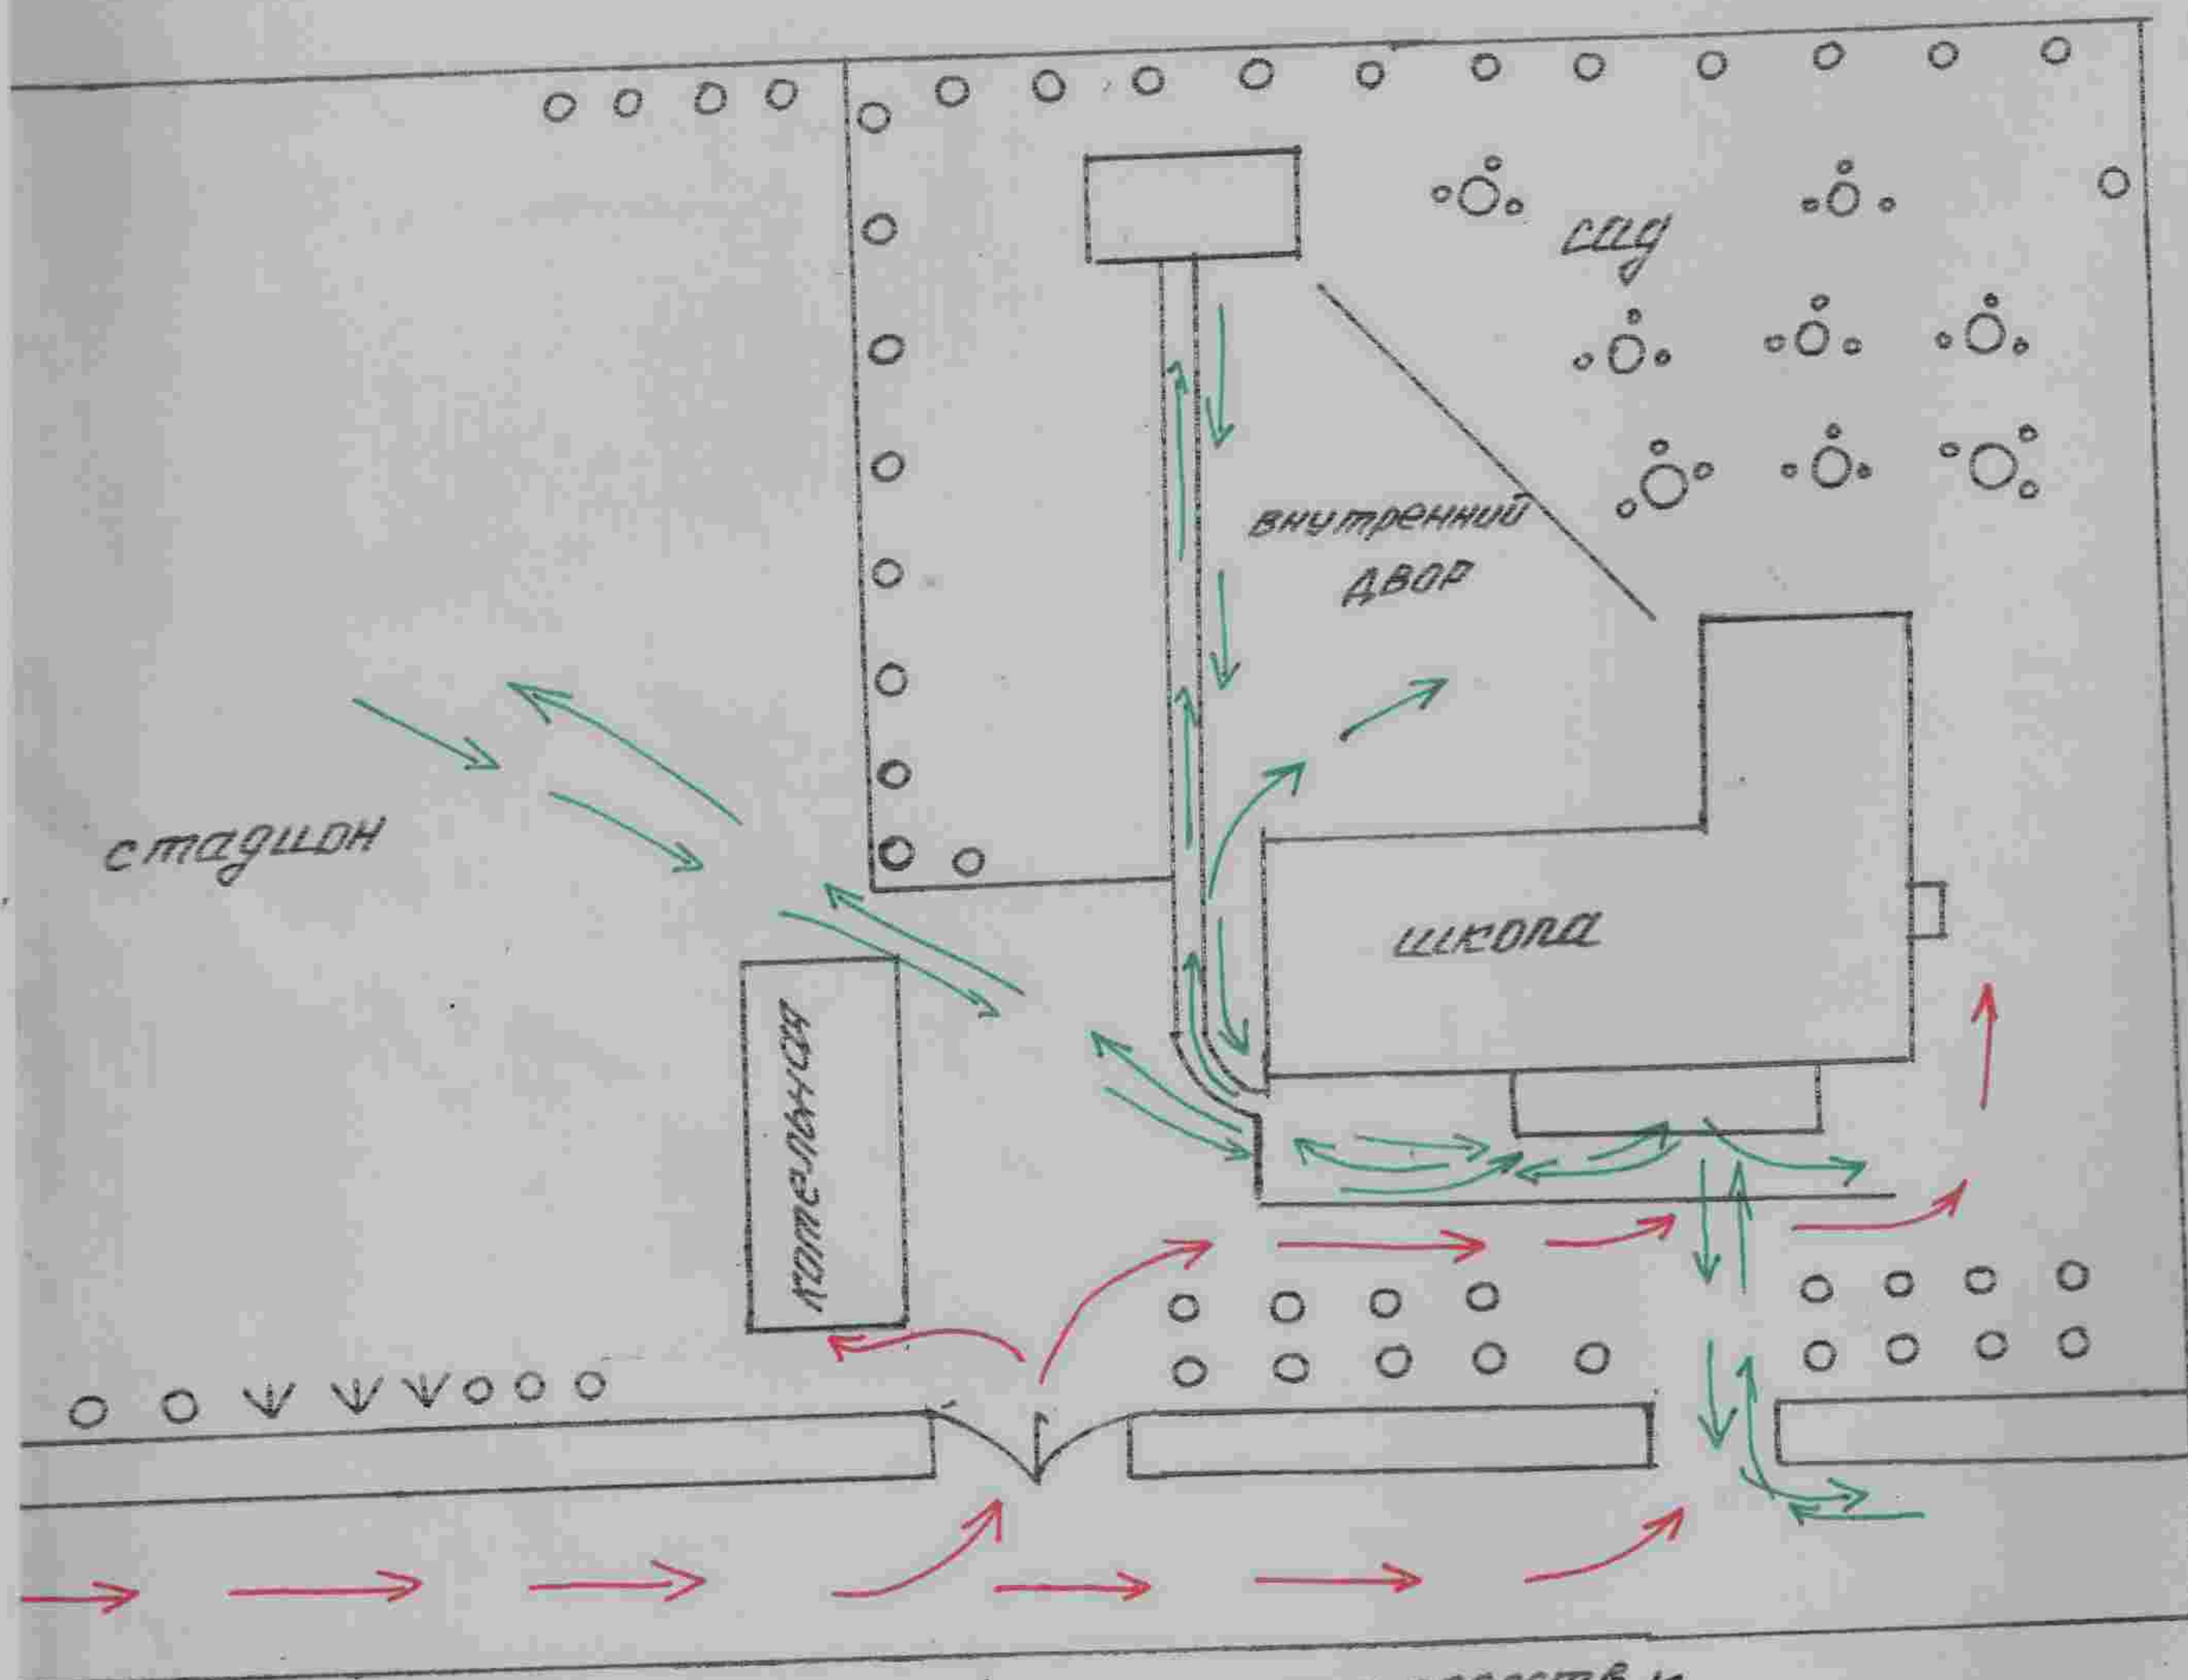 сад
внутренний
двор
стадион
школа
котельная